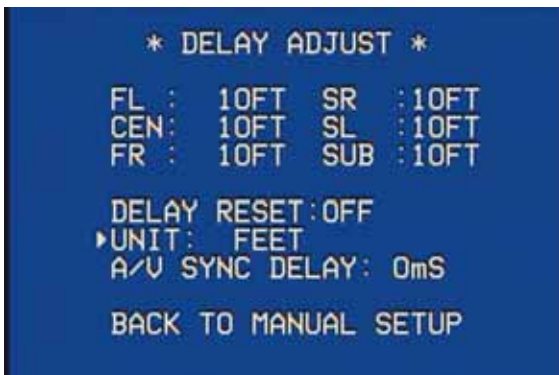 * DELAY ADJUST *
FL : 10FT SR :10FT
CEN: 10FT SL :10FT
FR : 10FT SUB :10FT
DELAY RESET:OFF
UNIT: FEET
A/V SYNC DELAY: 0mS
BACK TO MANUAL SETUP